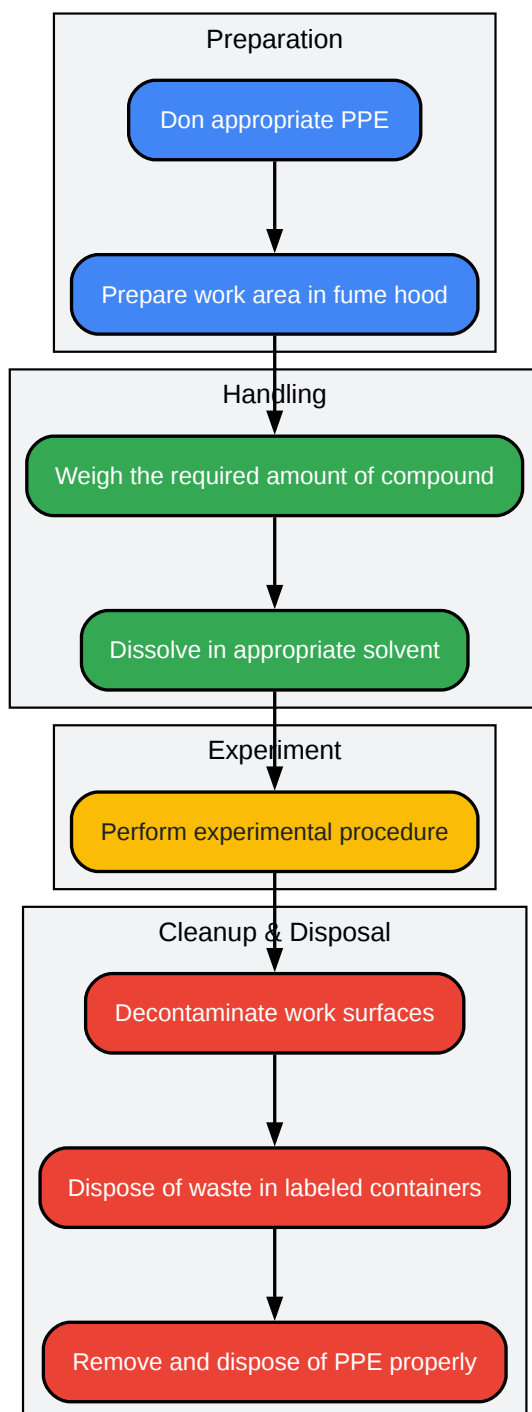 Preparation
Don appropriate PPE
Prepare work area in fume hood
Handling
Weigh the required amount of compound
Dissolve in appropriate solvent
Experiment
Perform experimental procedure
Cleanup & Disposal
Decontaminate work surfaces
Dispose of waste in labeled containers
Remove and dispose of PPE properly